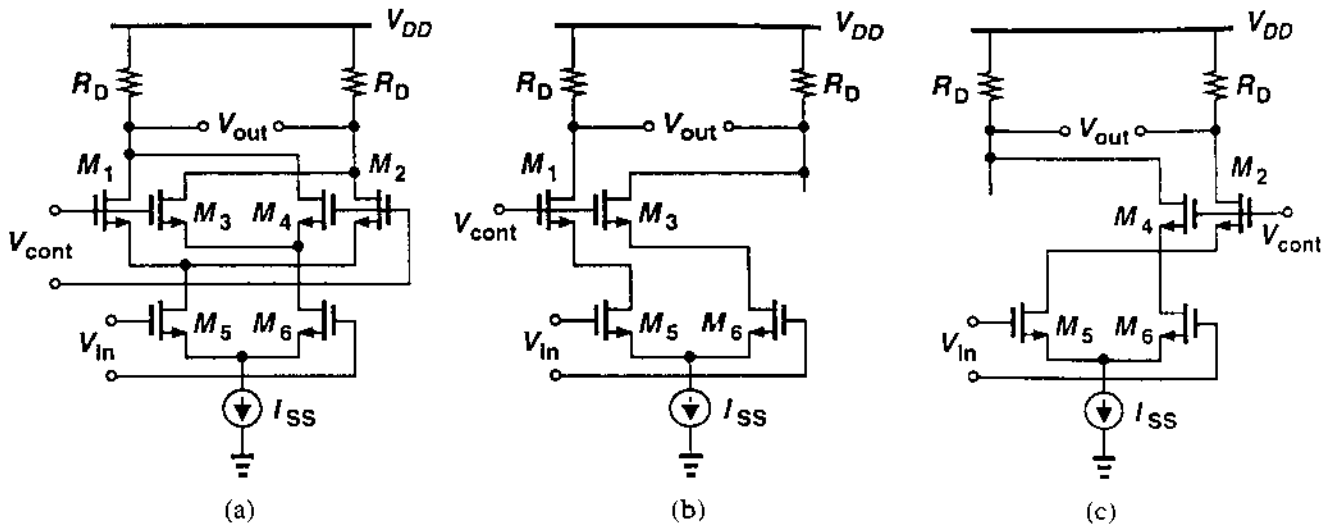 V_DD
R_D
R_D
V_out
M_1
M_2
M_3
M_4
V_cont
M_5
M_6
V_in
I_SS
(a)
V_DD
R_D
R_D
V_out
M_1
M_3
V_cont
M_5
M_6
V_in
I_SS
(b)
V_DD
R_D
R_D
V_out
M_2
M_4
V_cont
M_5
M_6
V_in
I_SS
(c)